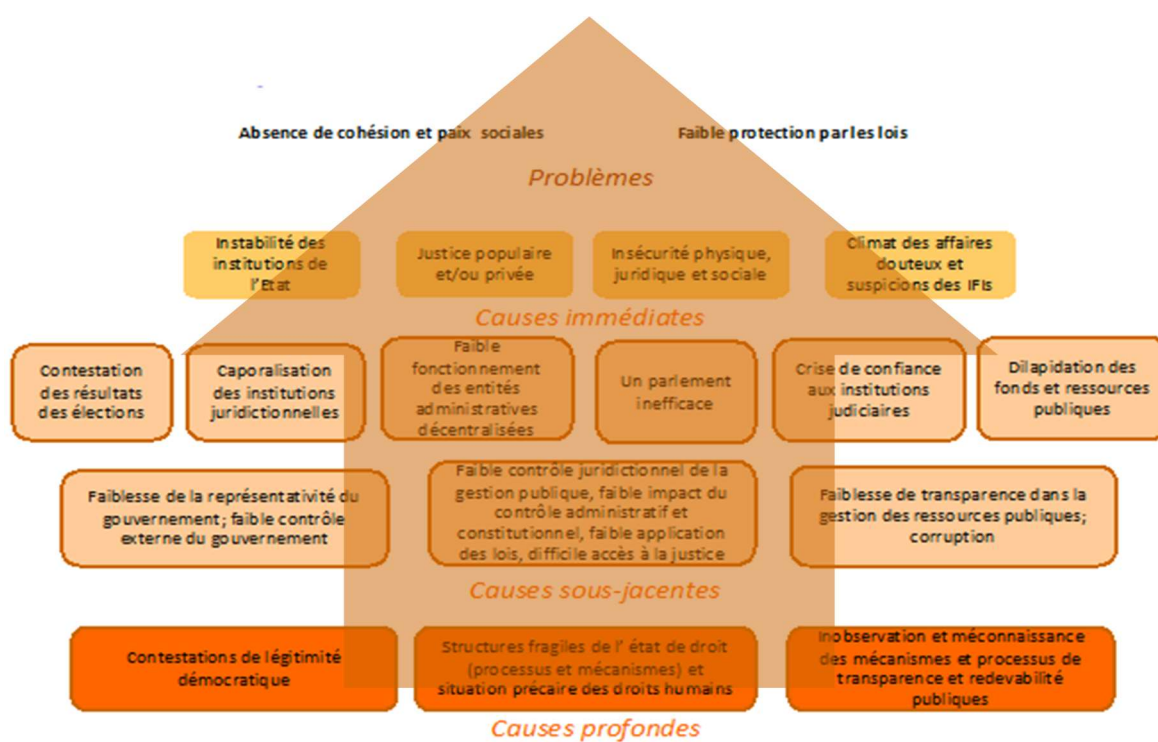 Absence de cohésion et paix sociales
Faible protection par les lois
Problèmes
Instabilité des
institutions de
l'Etat
Justice populaire
et/ou privée
Insécurité physique,
juridique et sociale
Climat des affaires
douteux et
suspicions des IFIs
Causes immédiates
Contestation
des résultats
des élections
Caporalisation
des institutions
juridictionnelles
Faible
fonctionnement
des entités
administratives
décentralisées
Un parlement
inefficace
Crise de confiance
aux institutions
judiciaires
Dilapidation des
fonds et ressources
publiques
Faiblesse de la représentativité du
gouvernement; faible contrôle
externe du gouvernement
Faible contrôle juridictionnel de la
gestion publique, faible impact du
contrôle administratif et
constitutionnel, faible application
des lois, difficile accès à la justice
Faiblesse de transparence dans la
gestion des ressources publiques;
corruption
Causes sous-jacentes
Contestations de légitimité
démocratique
Structures fragiles de l' état de droit
(processus et mécanismes) et
situation précaire des droits humains
Inobservation et méconnaissance
des mécanismes et processus de
transparence et redevabilité
publiques
Causes profondes